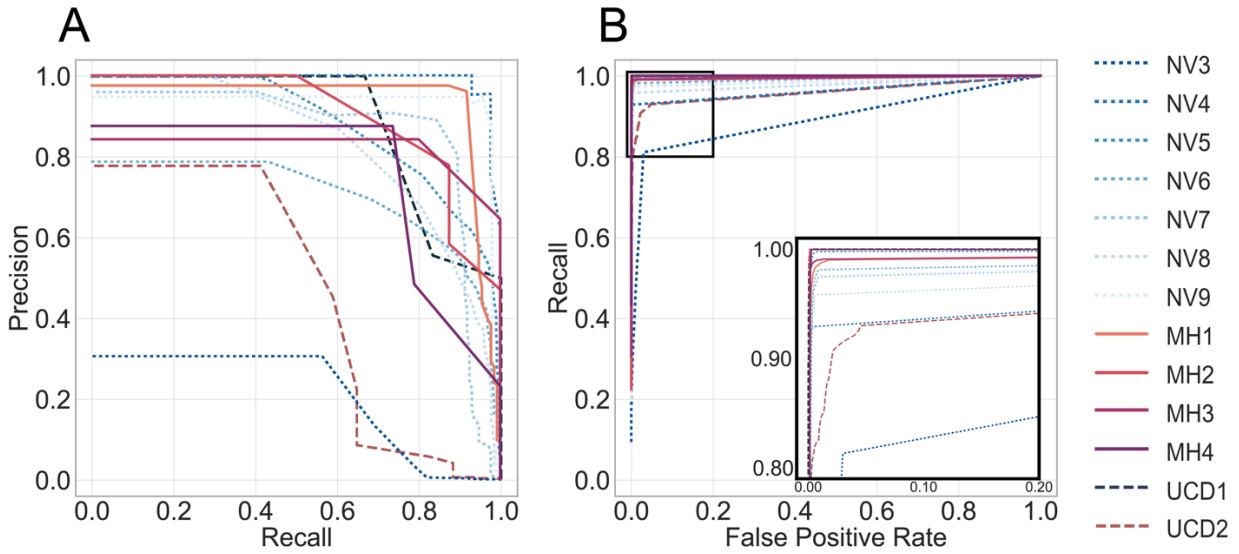 A
B
1.0
0.8
0.6
0.4
0.2
0.0
Precision
0.0 0.2 0.4 0.6 0.8 1.0
Recall
1.0
0.8
0.6
0.4
0.2
0.0
Recall
0.0 0.2 0.4 0.6 0.8 1.0
False Positive Rate
1.00
0.90
0.80
0.00 0.10 0.20
NV3
NV4
NV5
NV6
NV7
NV8
NV9
MH1
MH2
MH3
MH4
UCD1
UCD2